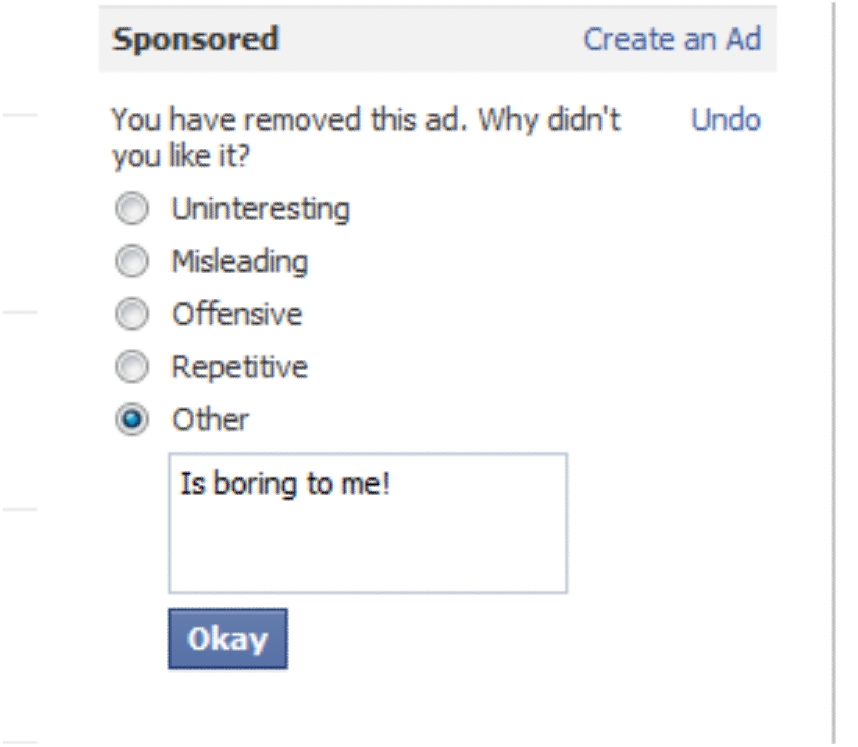 Sponsored Create an Ad
You have removed this ad. Why didn't Undo
you like it?
Uninteresting
Misleading
Offensive
Repetitive
Other
Is boring to me!
Okay